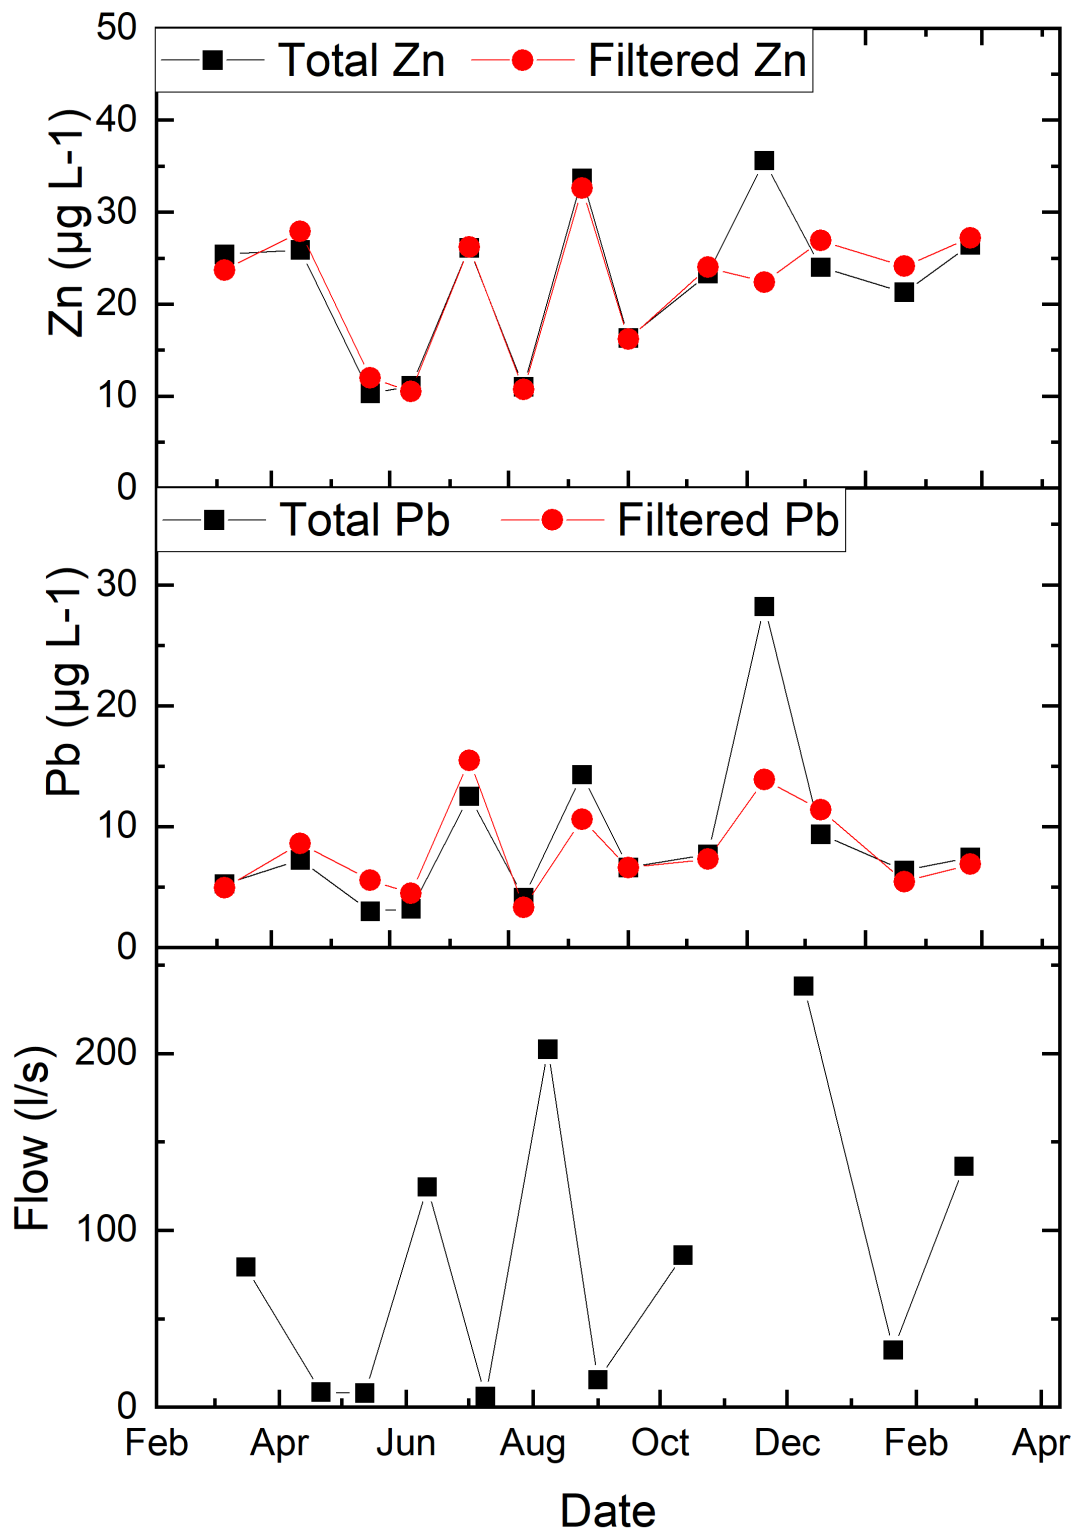 50
Total Zn Filtered Zn
40
30
20
10
0
Zn (µg L-1)
Total Pb Filtered Pb
30
20
10
0
Pb (µg L-1)
200
100
0
Flow (l/s)
Feb Apr Jun Aug Oct Dec Feb Apr
Date